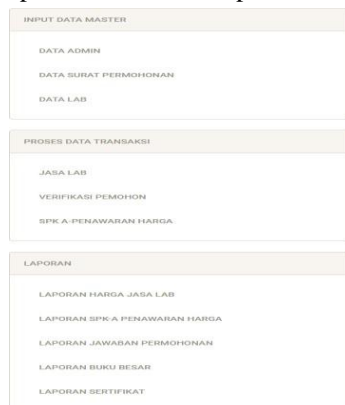 INPUT DATA MASTER
DATA ADMIN
DATA SURAT PERMOHONAN
DATA LAB
PROSES DATA TRANSAKSI
JASA LAB
VERIFIKASI PEMOHON
SPK A-PENAWARAN HARGA
LAPORAN
LAPORAN HARGA JASA LAB
LAPORAN SPK-A PENAWARAN HARGA
LAPORAN JAWABAN PERMOHONAN
LAPORAN BUKU BESAR
LAPORAN SERTIFIKAT